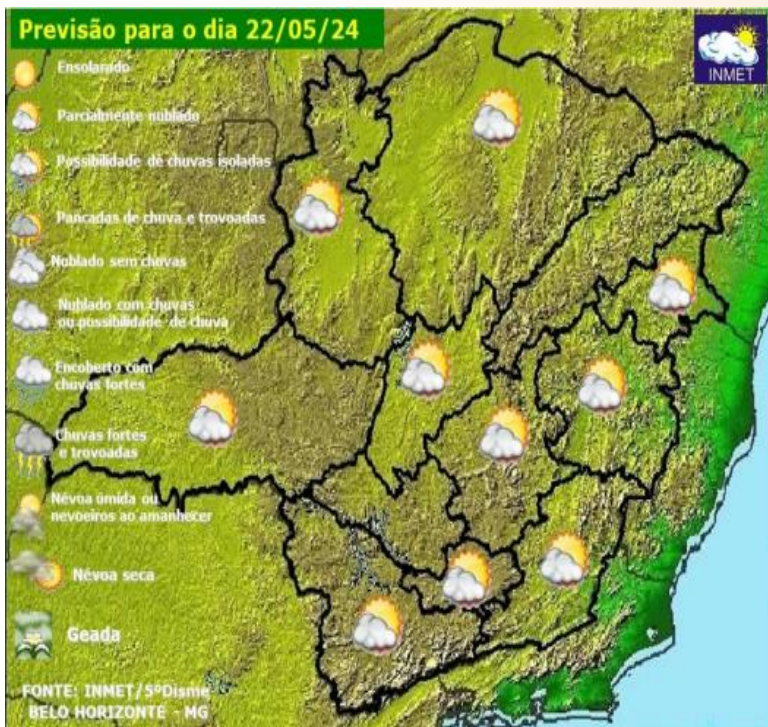 Previsão para o dia 22/05/24
INMET
Ensolarado
Parcialmente nublado
Possibilidade de chuvas isoladas
Pancadas de chuva e trovoadas
Nublado sem chuvas
Nublado com chuvas
ou possibilidade de chuva
Encoberto com
chuvas fortes
Chuvas fortes
e trovoadas
Névoa úmida ou
nevoeiros ao amanhecer
Névoa seca
Geada
FONTE: INMET/5ºDisme
BELO HORIZONTE - MG